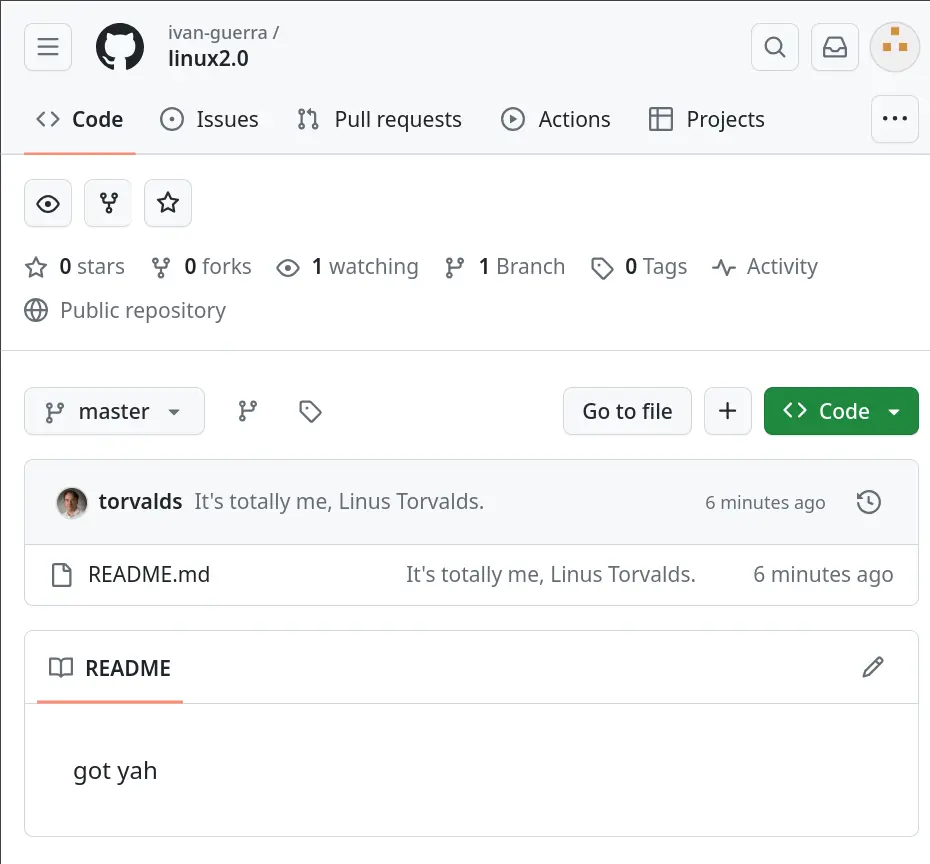 ivan-guerra /
linux2.0
Code Issues Pull requests Actions Projects
0 stars 0 forks 1 watching 1 Branch 0 Tags Activity
Public repository
master Go to file Code
torvalds It's totally me, Linus Torvalds. 6 minutes ago
README.md It's totally me, Linus Torvalds. 6 minutes ago
README
got yah